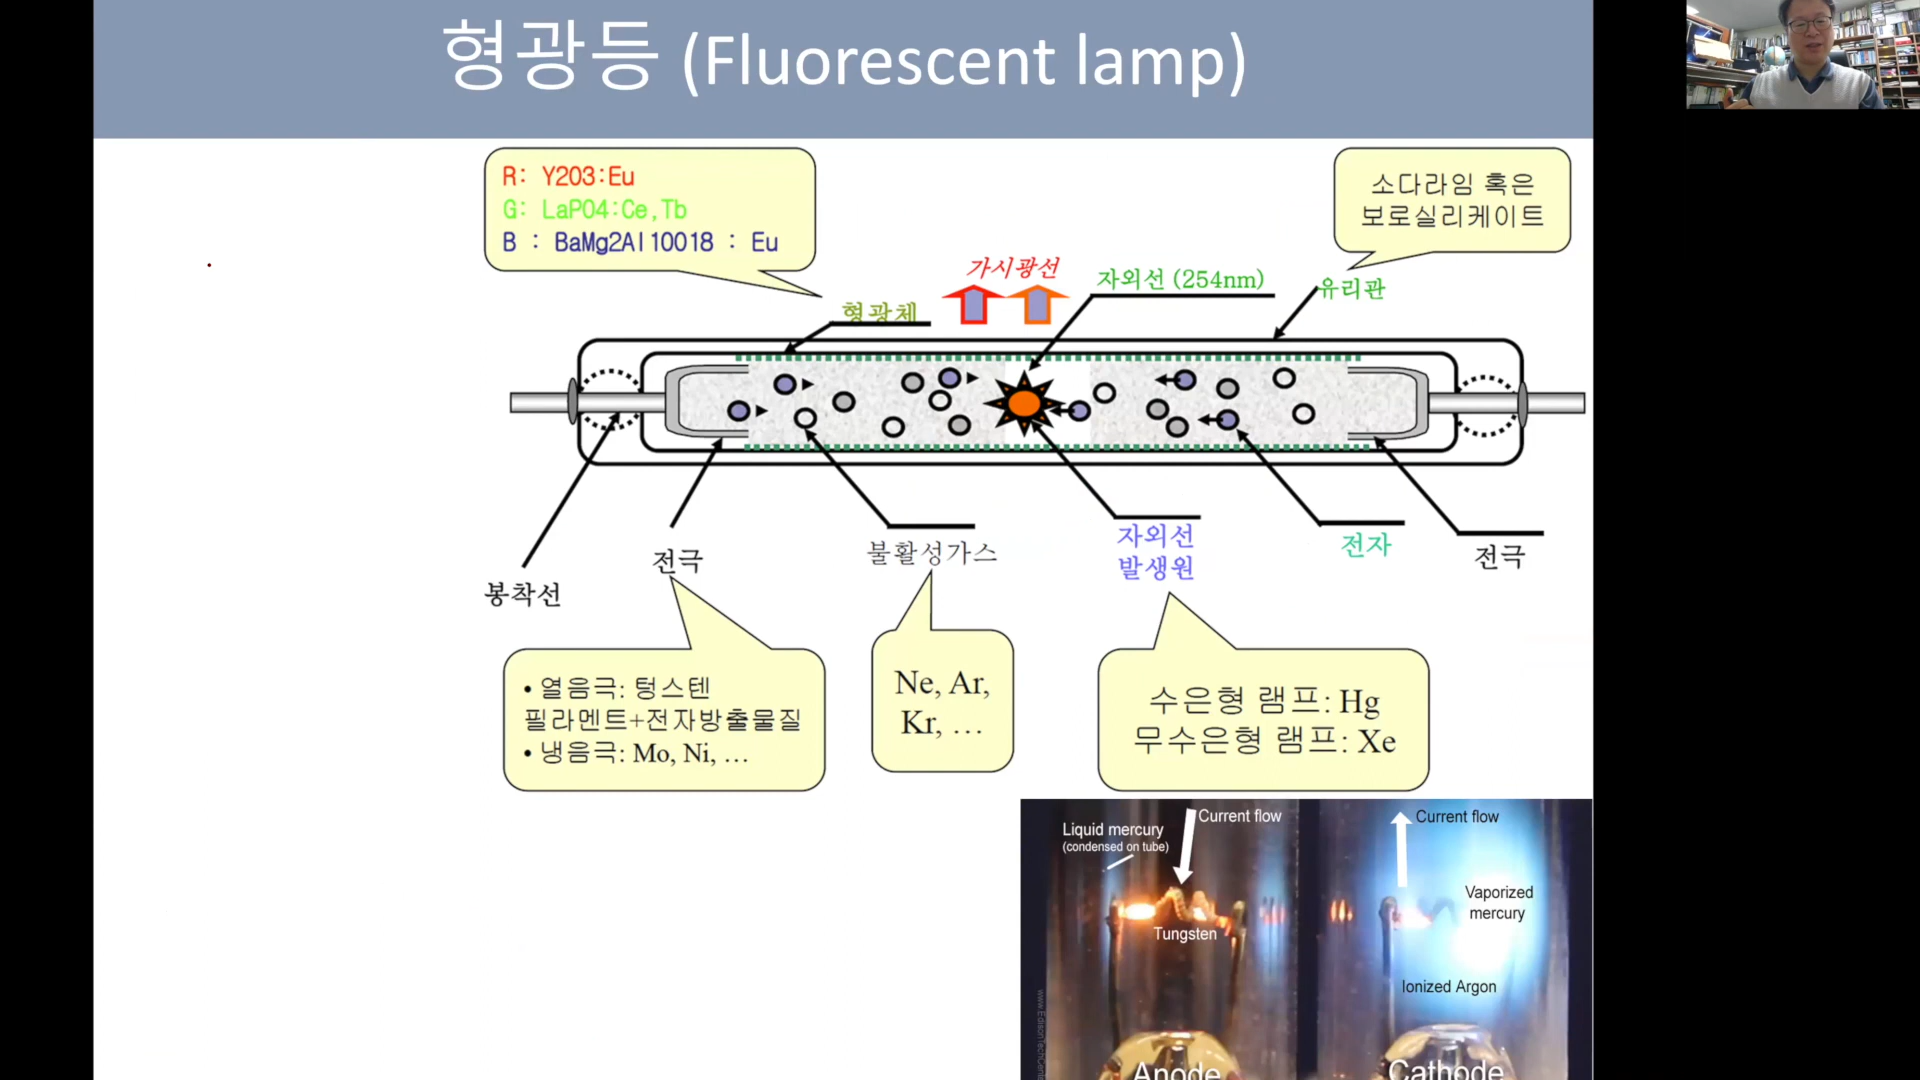 형광등 (Fluorescent lamp)
R: Y2O3:Eu
G: LaPO4:Ce,Tb
B : BaMg2Al10O18 : Eu
소다라임 혹은
보로실리케이트
가시광선
자외선 (254nm)
유리관
형광체
봉착선
전극
불활성가스
자외선
발생원
전자
전극
• 열음극: 텅스텐
필라멘트+전자방출물질
• 냉음극: Mo, Ni, …
Ne, Ar,
Kr, …
수은형 램프: Hg
무수은형 램프: Xe
Liquid mercury
(condensed on tube)
Current flow
Tungsten
Anode
Current flow
Vaporized
mercury
Ionized Argon
Cathode